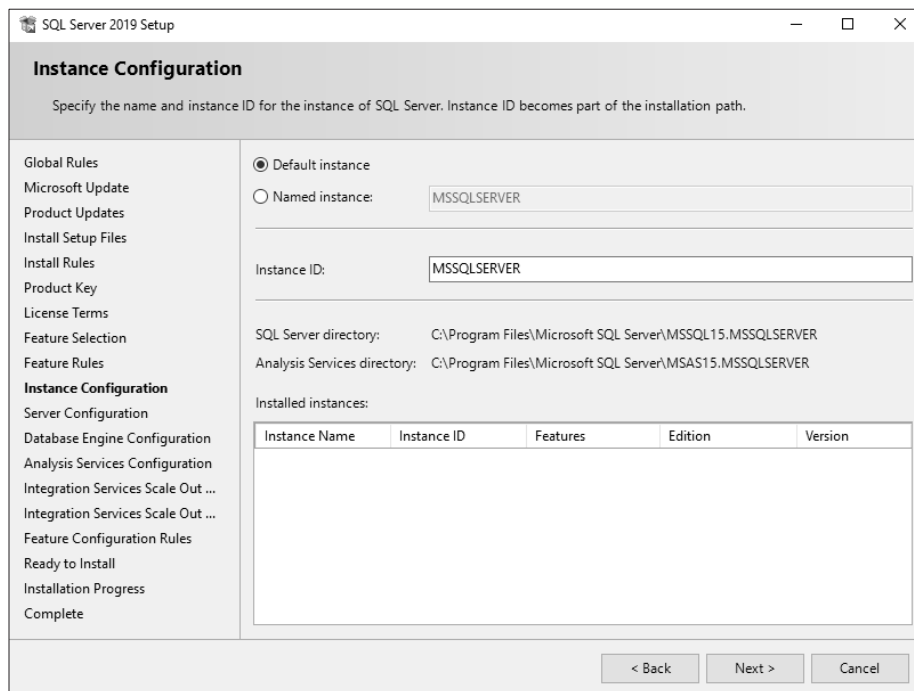 SQL Server 2019 Setup
Instance Configuration
Specify the name and instance ID for the instance of SQL Server. Instance ID becomes part of the installation path.
Global Rules
Microsoft Update
Product Updates
Install Setup Files
Install Rules
Product Key
License Terms
Feature Selection
Feature Rules
Instance Configuration
Server Configuration
Database Engine Configuration
Analysis Services Configuration
Integration Services Scale Out ...
Integration Services Scale Out ...
Feature Configuration Rules
Ready to Install
Installation Progress
Complete
Default instance
Named instance: MSSQLSERVER
Instance ID: MSSQLSERVER
SQL Server directory: C:\Program Files\Microsoft SQL Server\MSSQL15.MSSQLSERVER
Analysis Services directory: C:\Program Files\Microsoft SQL Server\MSAS15.MSSQLSERVER
Installed instances:
Instance Name Instance ID Features Edition Version
< Back Next > Cancel